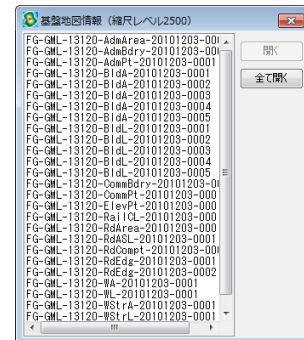 基盤地図情報（縮尺レベル2500）
FG-GML-13120-AdmArea-20101203-000
FG-GML-13120-AdmBdry-20101203-000
FG-GML-13120-AdmPt-20101203-0001
FG-GML-13120-BldA-20101203-0001
FG-GML-13120-BldA-20101203-0002
FG-GML-13120-BldA-20101203-0003
FG-GML-13120-BldA-20101203-0004
FG-GML-13120-BldA-20101203-0005
FG-GML-13120-BldL-20101203-0001
FG-GML-13120-BldL-20101203-0002
FG-GML-13120-BldL-20101203-0003
FG-GML-13120-BldL-20101203-0004
FG-GML-13120-BldL-20101203-0005
FG-GML-13120-CommBdry-20101203-0
FG-GML-13120-CommPt-20101203-000
FG-GML-13120-ElevPt-20101203-000
FG-GML-13120-RailCL-20101203-000
FG-GML-13120-RdArea-20101203-000
FG-GML-13120-RdASL-20101203-0001
FG-GML-13120-RdCompt-20101203-00
FG-GML-13120-RdEdg-20101203-0001
FG-GML-13120-RdEdg-20101203-0002
FG-GML-13120-WA-20101203-0001
FG-GML-13120-WL-20101203-0001
FG-GML-13120-WStrA-20101203-0001
FG-GML-13120-WStrL-20101203-0001
開く
全て開く